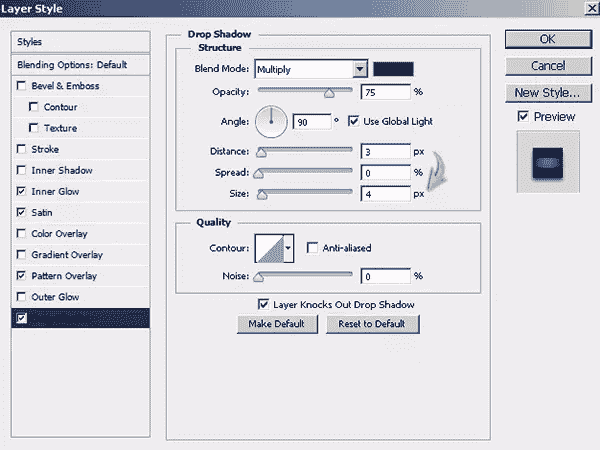 Layer Style
Styles
Blending Options: Default
Bevel & Emboss
Contour
Texture
Stroke
Inner Shadow
Inner Glow
Satin
Color Overlay
Gradient Overlay
Pattern Overlay
Outer Glow
Drop Shadow
Structure
Blend Mode: Multiply
Opacity: 75 %
Angle: 90 ° Use Global Light
Distance: 3 px
Spread: 0 %
Size: 4 px
Quality
Contour: Anti-aliased
Noise: 0 %
Layer Knocks Out Drop Shadow
Make Default Reset to Default
OK
Cancel
New Style...
Preview